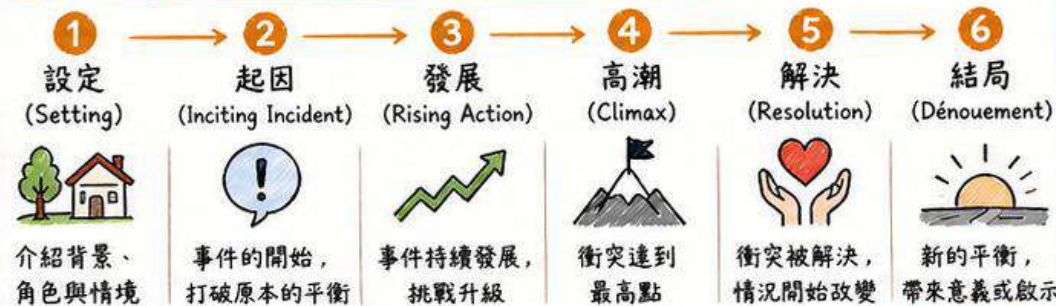 1
設定
(Setting)
介紹背景、
角色與情境
2
起因
(Inciting Incident)
!
事件的開始，
打破原本的平衡
3
發展
(Rising Action)
事件持續發展，
挑戰升級
4
高潮
(Climax)
衝突達到
最高點
5
解決
(Resolution)
衝突被解決，
情況開始改變
6
結局
(Dénouement)
新的平衡，
帶來意義或啟示